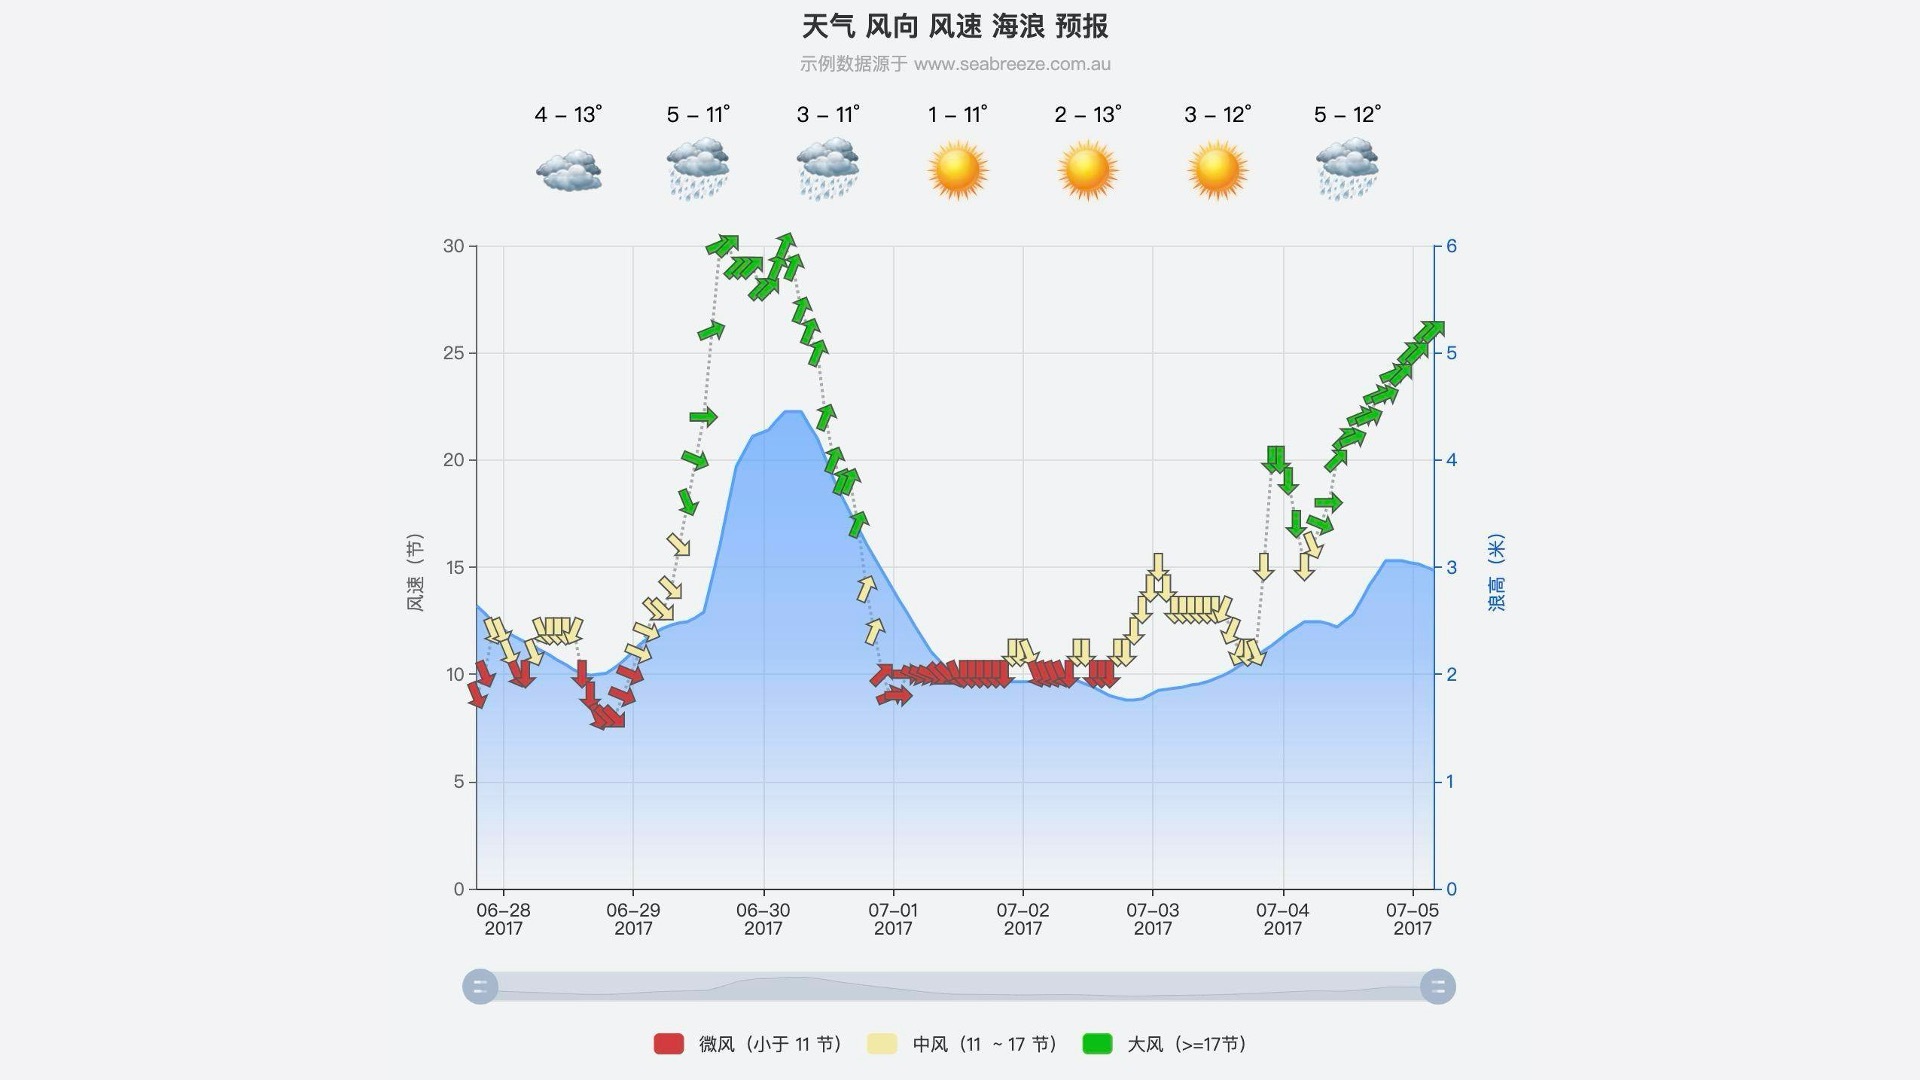 天气 风向 风速 海浪 预报
示例数据源于 www.seabreeze.com.au
4 – 13° 5 – 11° 3 – 11° 1 – 11° 2 – 13° 3 – 12° 5 – 12°
风速（节）
30
25
20
15
10
5
0
浪高（米）
6
5
4
3
2
1
0
06–28 06–29 06–30 07–01 07–02 07–03 07–04 07–05
2017 2017 2017 2017 2017 2017 2017 2017
微风（小于 11 节） 中风（11 ~ 17 节） 大风（>=17节）